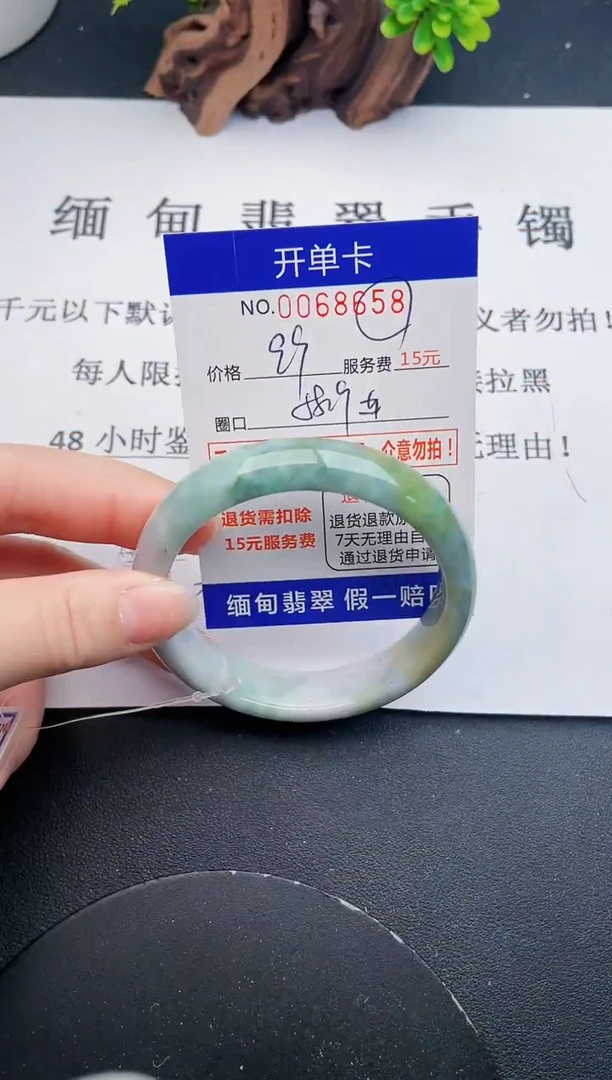 缅甸翡翠手镯
开单卡
NO.0068658
千元以下默认 义者勿拍！
价格 99 服务费 15元
每人限 拉黑
圈口
48 小时鉴 无理由！
介意勿拍！
退货需扣除
15元服务费
退货退款
7天无理由
通过退货申请
缅甸翡翠 假一赔